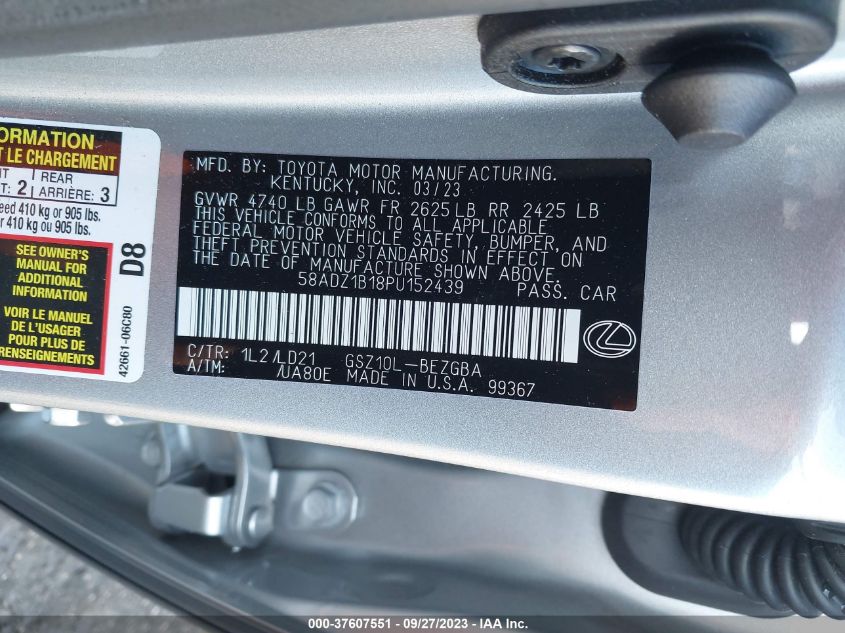 ORMATION
T LE CHARGEMENT
NT REAR
T: 2 ARRIÈRE: 3
eed 410 kg or 905 lbs.
r 410 kg ou 905 lbs.
SEE OWNER'S
MANUAL FOR
ADDITIONAL
INFORMATION
VOIR LE MANUEL
DE L'USAGER
POUR PLUS DE
RENSEIGNEMENTS
D8
42661-06C80
MFD. BY: TOYOTA MOTOR MANUFACTURING.
KENTUCKY, INC. 03/23
GVWR 4740 LB GAWR FR 2625 LB RR 2425 LB
THIS VEHICLE CONFORMS TO ALL APPLICABLE
FEDERAL MOTOR VEHICLE SAFETY, BUMPER, AND
THEFT PREVENTION STANDARDS IN EFFECT ON
THE DATE OF MANUFACTURE SHOWN ABOVE.
58ADZ1B18PU152439 PASS. CAR
C/TR: 1L2/LD21 GSZ10L-BEZGBA
A/TM: /UA80E MADE IN U.S.A. 99367
000-37607551 - 09/27/2023 - IAA Inc.